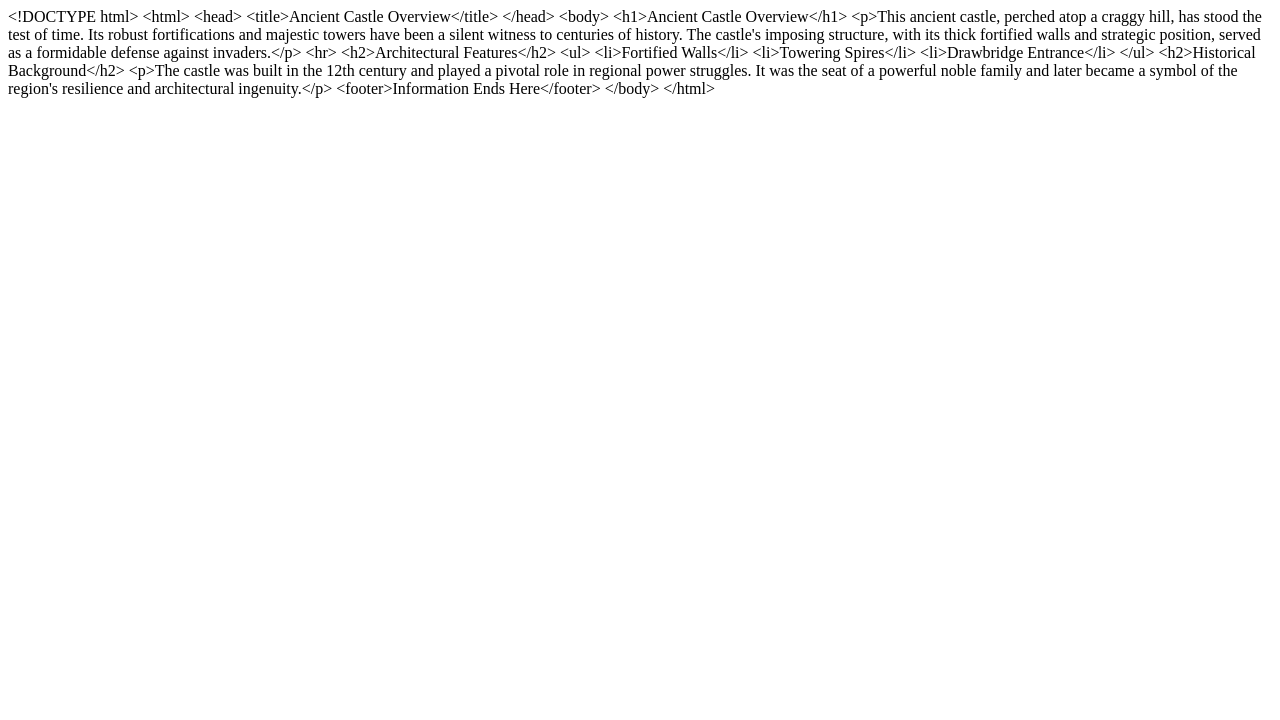 <!DOCTYPE html> <html> <head> <title>Ancient Castle Overview</title> </head> <body> <h1>Ancient Castle Overview</h1> <p>This ancient castle, perched atop a craggy hill, has stood the
test of time. Its robust fortifications and majestic towers have been a silent witness to centuries of history. The castle's imposing structure, with its thick fortified walls and strategic position, served
as a formidable defense against invaders.</p> <hr> <h2>Architectural Features</h2> <ul> <li>Fortified Walls</li> <li>Towering Spires</li> <li>Drawbridge Entrance</li> </ul> <h2>Historical
Background</h2> <p>The castle was built in the 12th century and played a pivotal role in regional power struggles. It was the seat of a powerful noble family and later became a symbol of the
region's resilience and architectural ingenuity.</p> <footer>Information Ends Here</footer> </body> </html>